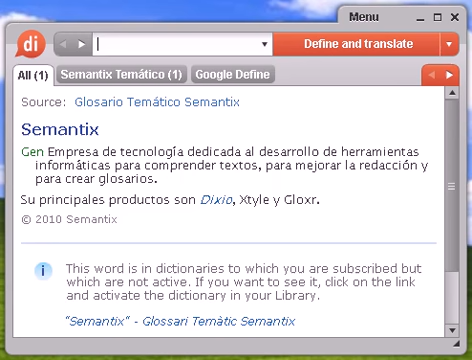 Menu
di
Define and translate
All (1) Semantix Temático (1) Google Define
Source: Glosario Temático Semantix
Semantix
Gen Empresa de tecnología dedicada al desarrollo de herramientas
informáticas para comprender textos, para mejorar la redacción y
para crear glosarios.
Su principales productos son Dixio, Xtyle y Gloxr.
© 2010 Semantix
This word is in dictionaries to which you are subscribed but
which are not active. If you want to see it, click on the link
and activate the dictionary in your Library.
"Semantix" - Glossari Temàtic Semantix